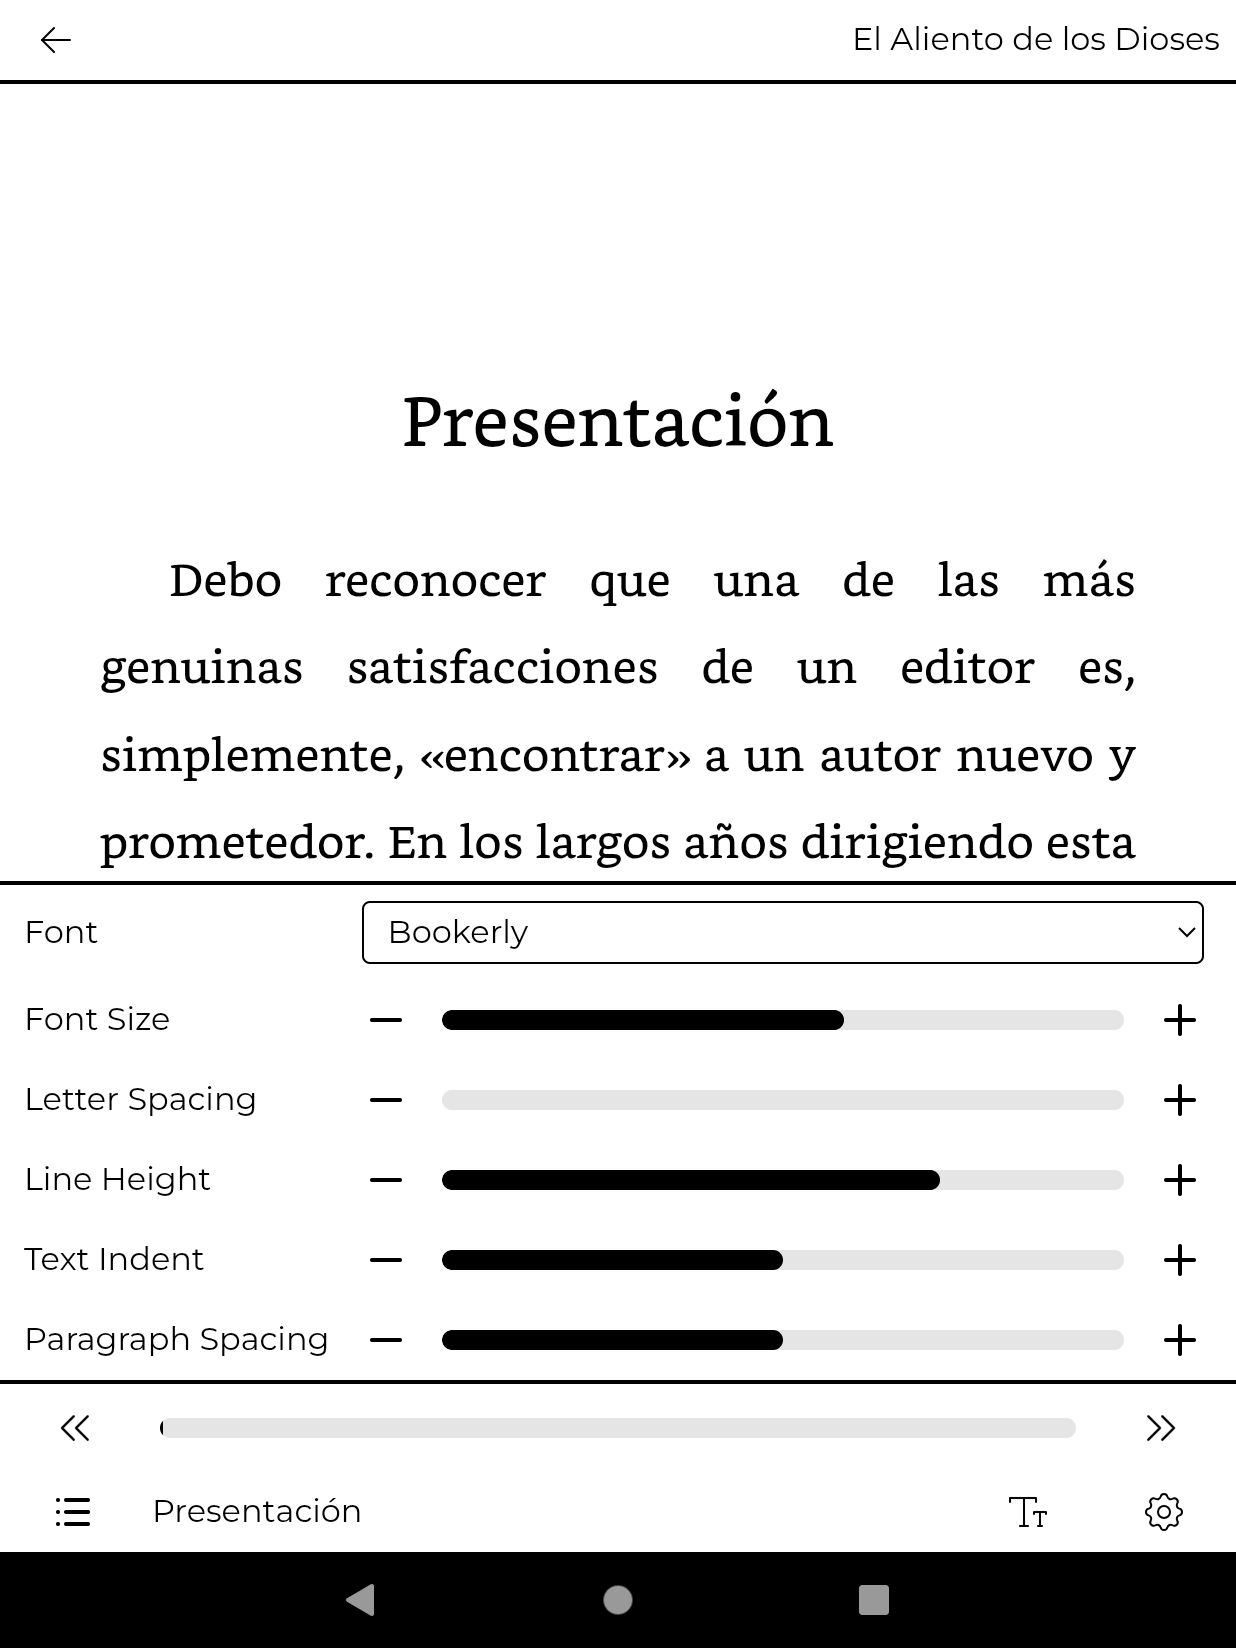 El Aliento de los Dioses
Presentación
Debo reconocer que una de las más
genuinas satisfacciones de un editor es,
simplemente, «encontrar» a un autor nuevo y
prometedor. En los largos años dirigiendo esta
Font
Bookerly
Font Size
Letter Spacing
Line Height
Text Indent
Paragraph Spacing
Presentación